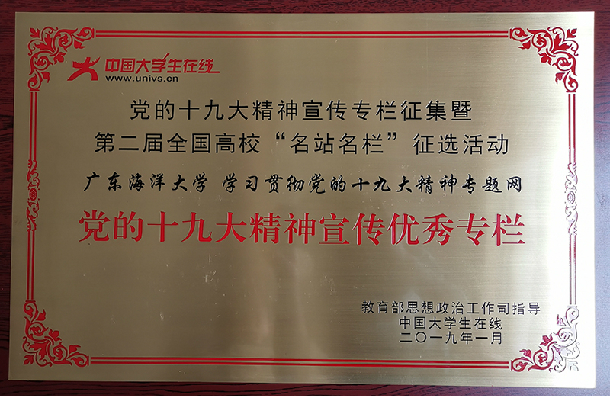 中国大学生在线
www.univs.cn
党的十九大精神宣传专栏征集暨
第二届全国高校“名站名栏”征选活动
广东海洋大学 学习贯彻党的十九大精神专题网
党的十九大精神宣传优秀专栏
教育部思想政治工作司指导
中国大学生在线
二〇一九年一月